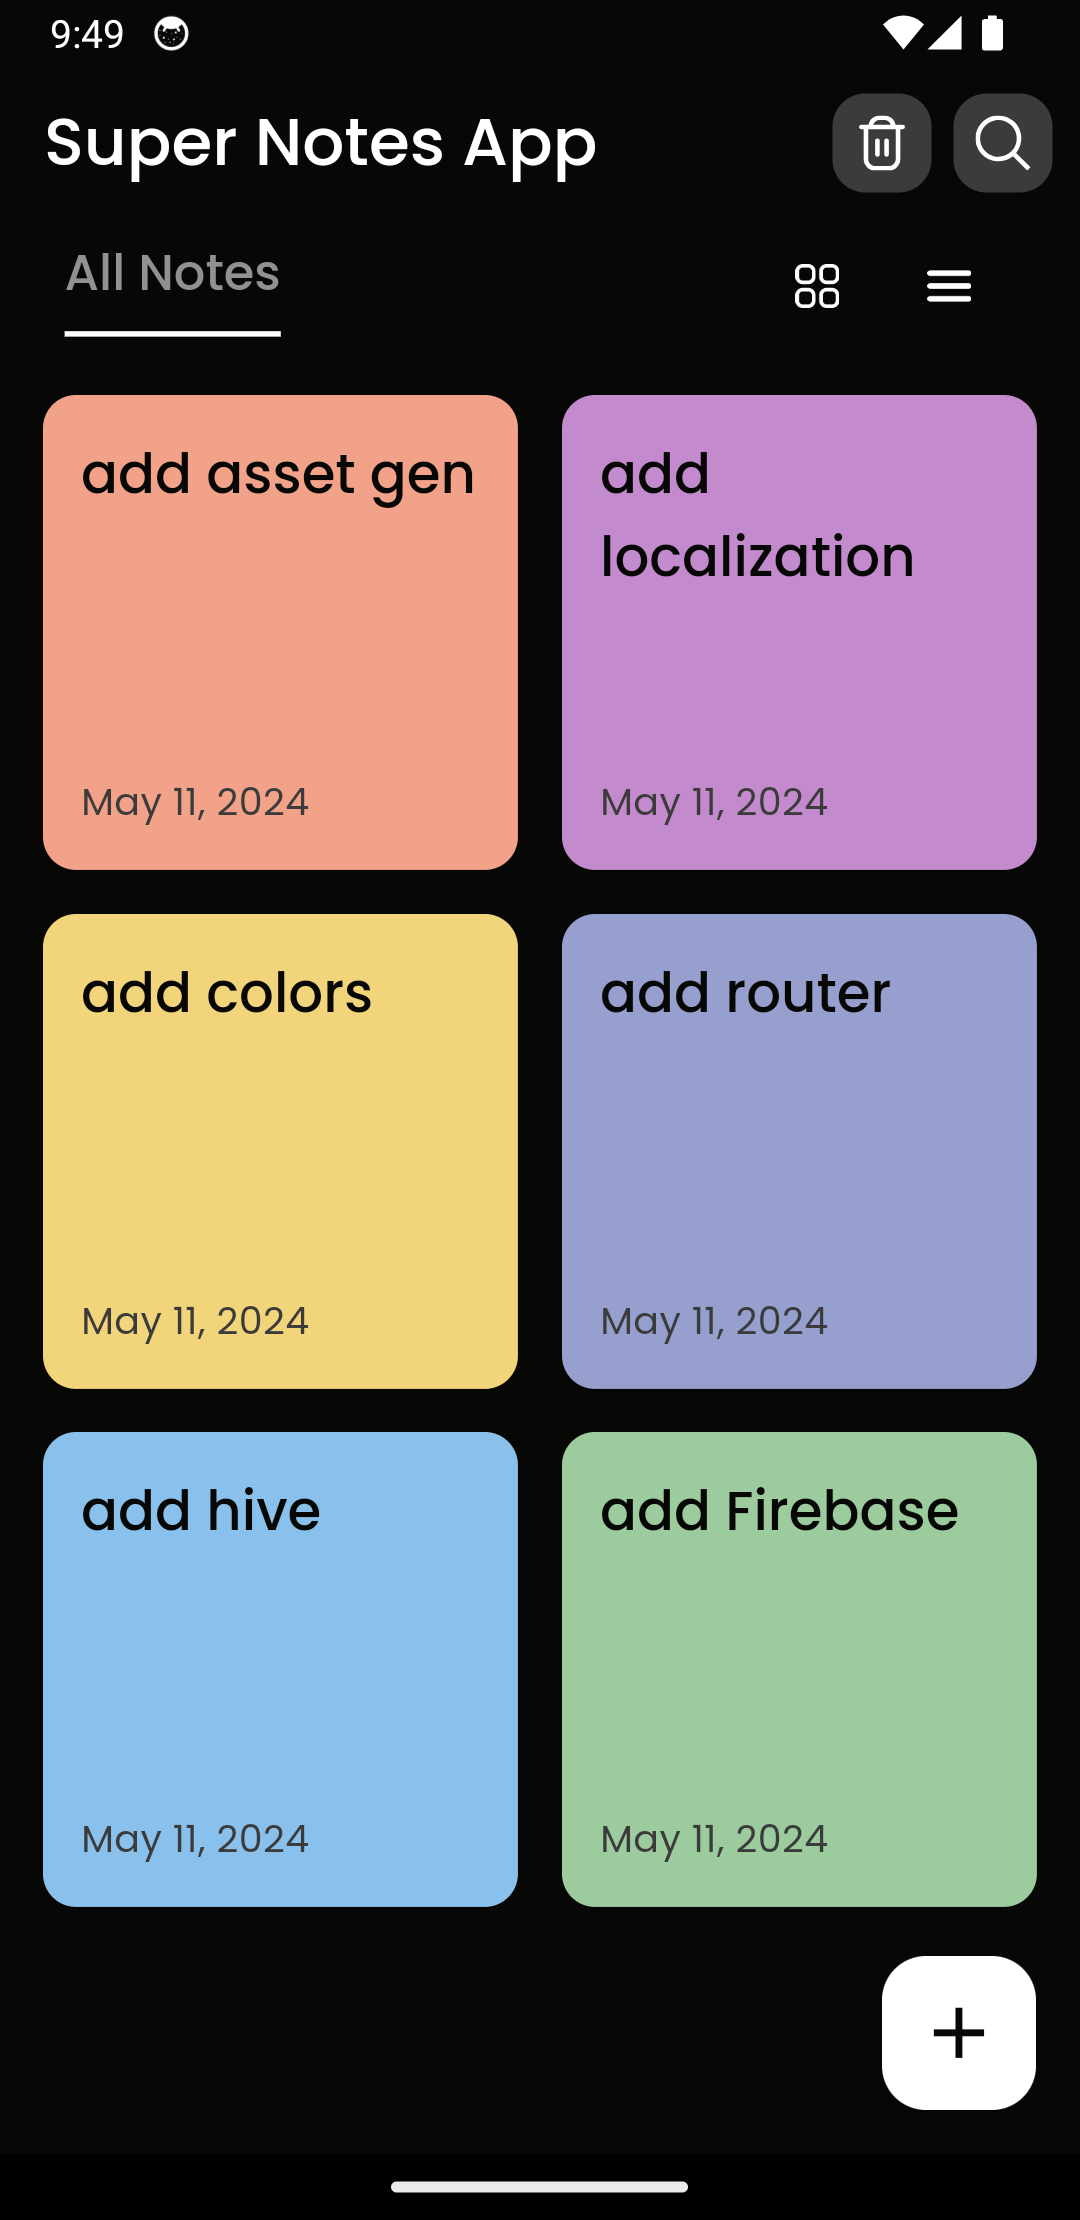 9:49
Super Notes App
All Notes
add asset gen
May 11, 2024
add
localization
May 11, 2024
add colors
May 11, 2024
add router
May 11, 2024
add hive
May 11, 2024
add Firebase
May 11, 2024